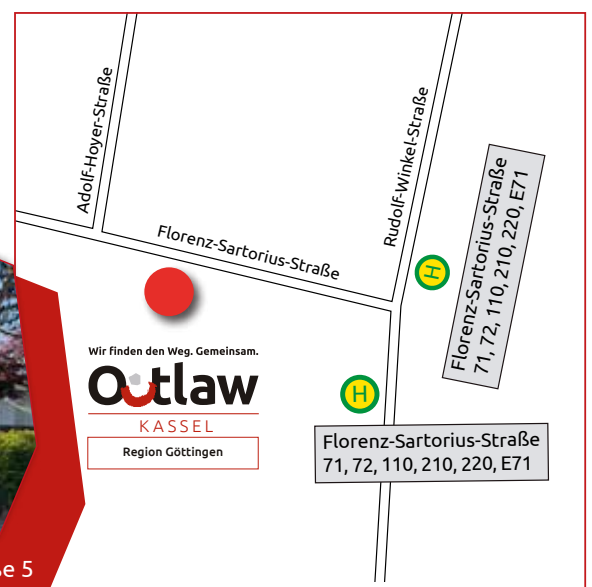 Adolf-Hoyer-Straße
Rudolf-Winkel-Straße
Florenz-Sartorius-Straße
H
Florenz-Sartorius-Straße
71, 72, 110, 210, 220, E71
Wir finden den Weg. Gemeinsam.
Outlaw
KASSEL
Region Göttingen
H
Florenz-Sartorius-Straße
71, 72, 110, 210, 220, E71
5